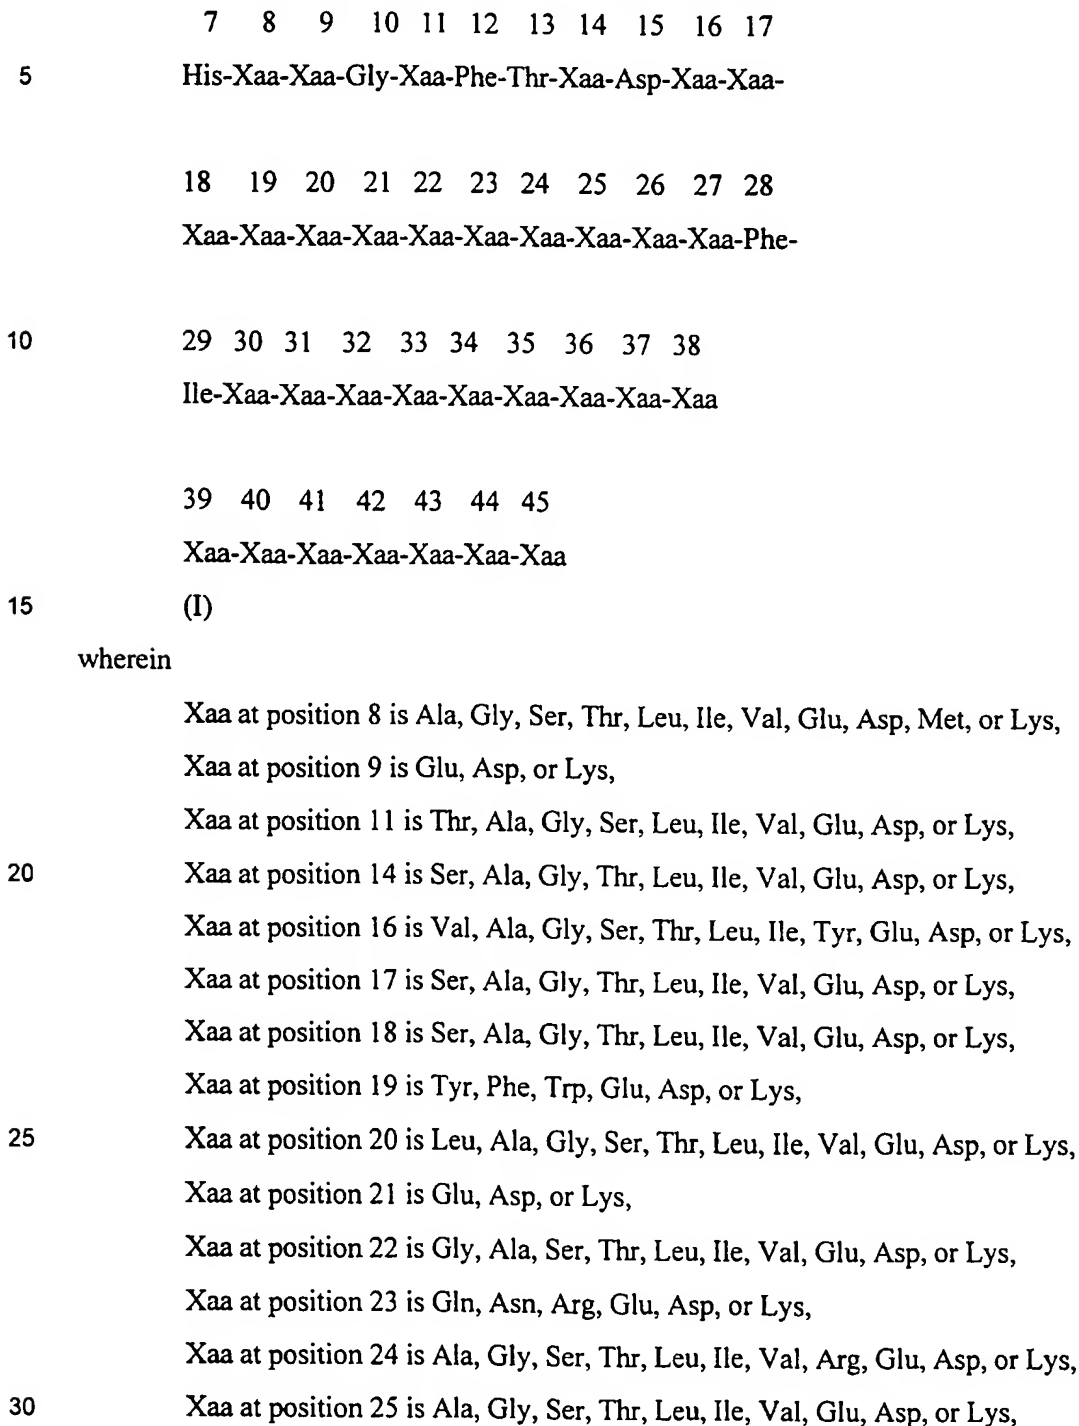 7 8 9 10 11 12 13 14 15 16 17
5 His-Xaa-Xaa-Gly-Xaa-Phe-Thr-Xaa-Asp-Xaa-Xaa-
18 19 20 21 22 23 24 25 26 27 28
Xaa-Xaa-Xaa-Xaa-Xaa-Xaa-Xaa-Xaa-Xaa-Xaa-Phe-
10 29 30 31 32 33 34 35 36 37 38
Ile-Xaa-Xaa-Xaa-Xaa-Xaa-Xaa-Xaa-Xaa-Xaa
39 40 41 42 43 44 45
Xaa-Xaa-Xaa-Xaa-Xaa-Xaa-Xaa
15 (I)
wherein
Xaa at position 8 is Ala, Gly, Ser, Thr, Leu, Ile, Val, Glu, Asp, Met, or Lys,
Xaa at position 9 is Glu, Asp, or Lys,
Xaa at position 11 is Thr, Ala, Gly, Ser, Leu, Ile, Val, Glu, Asp, or Lys,
20 Xaa at position 14 is Ser, Ala, Gly, Thr, Leu, Ile, Val, Glu, Asp, or Lys,
Xaa at position 16 is Val, Ala, Gly, Ser, Thr, Leu, Ile, Tyr, Glu, Asp, or Lys,
Xaa at position 17 is Ser, Ala, Gly, Thr, Leu, Ile, Val, Glu, Asp, or Lys,
Xaa at position 18 is Ser, Ala, Gly, Thr, Leu, Ile, Val, Glu, Asp, or Lys,
Xaa at position 19 is Tyr, Phe, Trp, Glu, Asp, or Lys,
25 Xaa at position 20 is Leu, Ala, Gly, Ser, Thr, Leu, Ile, Val, Glu, Asp, or Lys,
Xaa at position 21 is Glu, Asp, or Lys,
Xaa at position 22 is Gly, Ala, Ser, Thr, Leu, Ile, Val, Glu, Asp, or Lys,
Xaa at position 23 is Gln, Asn, Arg, Glu, Asp, or Lys,
Xaa at position 24 is Ala, Gly, Ser, Thr, Leu, Ile, Val, Arg, Glu, Asp, or Lys,
30 Xaa at position 25 is Ala, Gly, Ser, Thr, Leu, Ile, Val, Glu, Asp, or Lys,